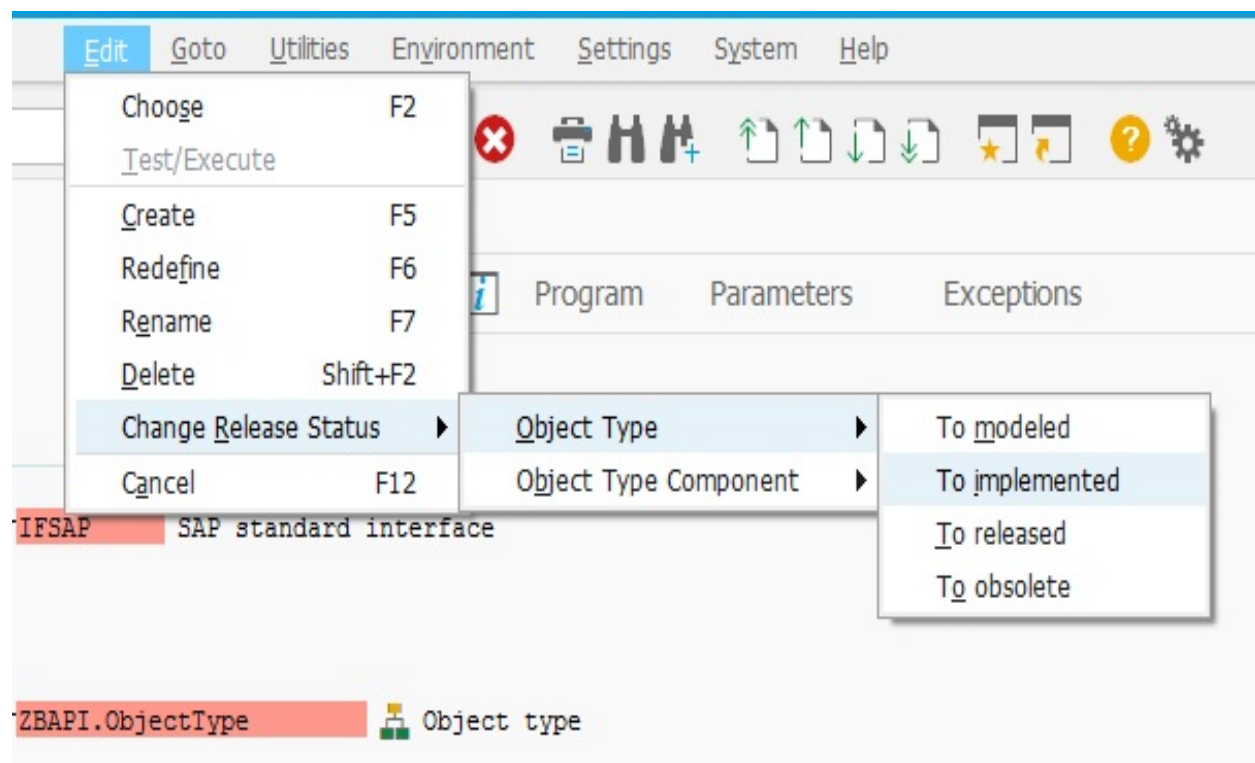 Edit Goto Utilities Environment Settings System Help
Choose F2
Test/Execute
Create F5
Redefine F6
i Program Parameters Exceptions
Rename F7
Delete Shift+F2
Change Release Status Object Type To modeled
Cancel F12 Object Type Component To implemented
IFSAP SAP standard interface
To released
To obsolete
ZBAPI.ObjectType Object type